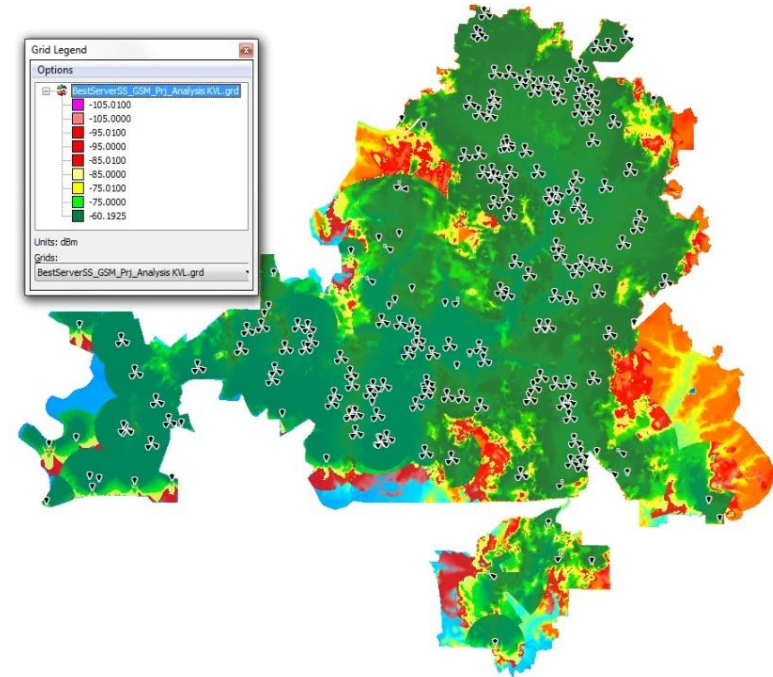 Grid Legend
Options
BestServerSS_GSM_Prj_Analysis KVL.grd
-105.0100
-105.0000
-95.0100
-95.0000
-85.0100
-85.0000
-75.0100
-75.0000
-60.1925
Units: dBm
Grids:
BestServerSS_GSM_Prj_Analysis KVL.grd